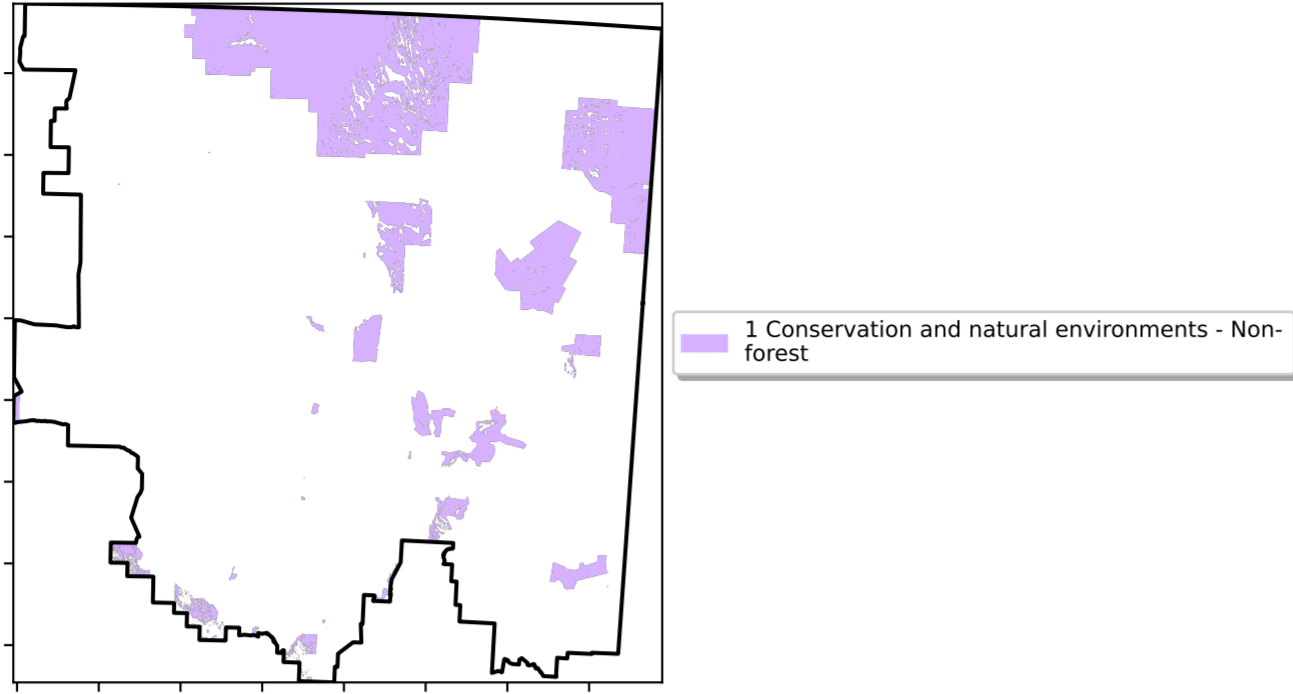 1 Conservation and natural environments - Non-
forest